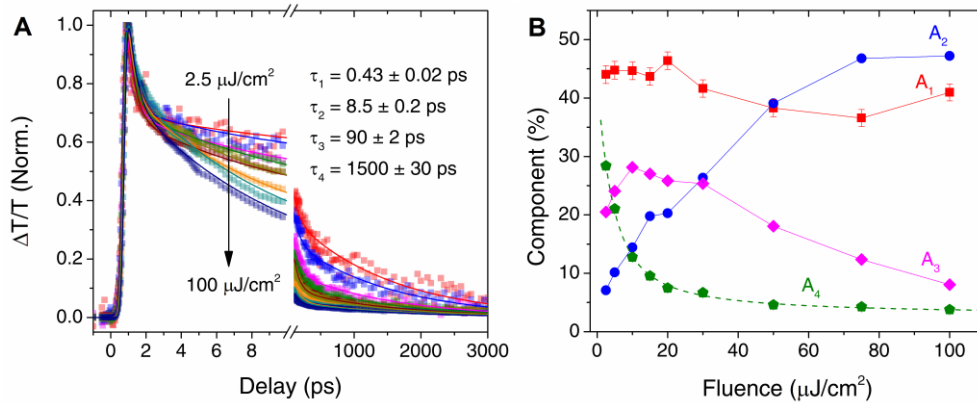 A
ΔT/T (Norm.)
1.0
0.8
0.6
0.4
0.2
0.0
2.5 μJ/cm²
100 μJ/cm²
τ₁ = 0.43 ± 0.02 ps
τ₂ = 8.5 ± 0.2 ps
τ₃ = 90 ± 2 ps
τ₄ = 1500 ± 30 ps
0 2 4 6 8 1000 2000 3000
Delay (ps)
B
Component (%)
50
40
30
20
10
0
A₂
A₁
A₃
A₄
0 20 40 60 80 100
Fluence (μJ/cm²)